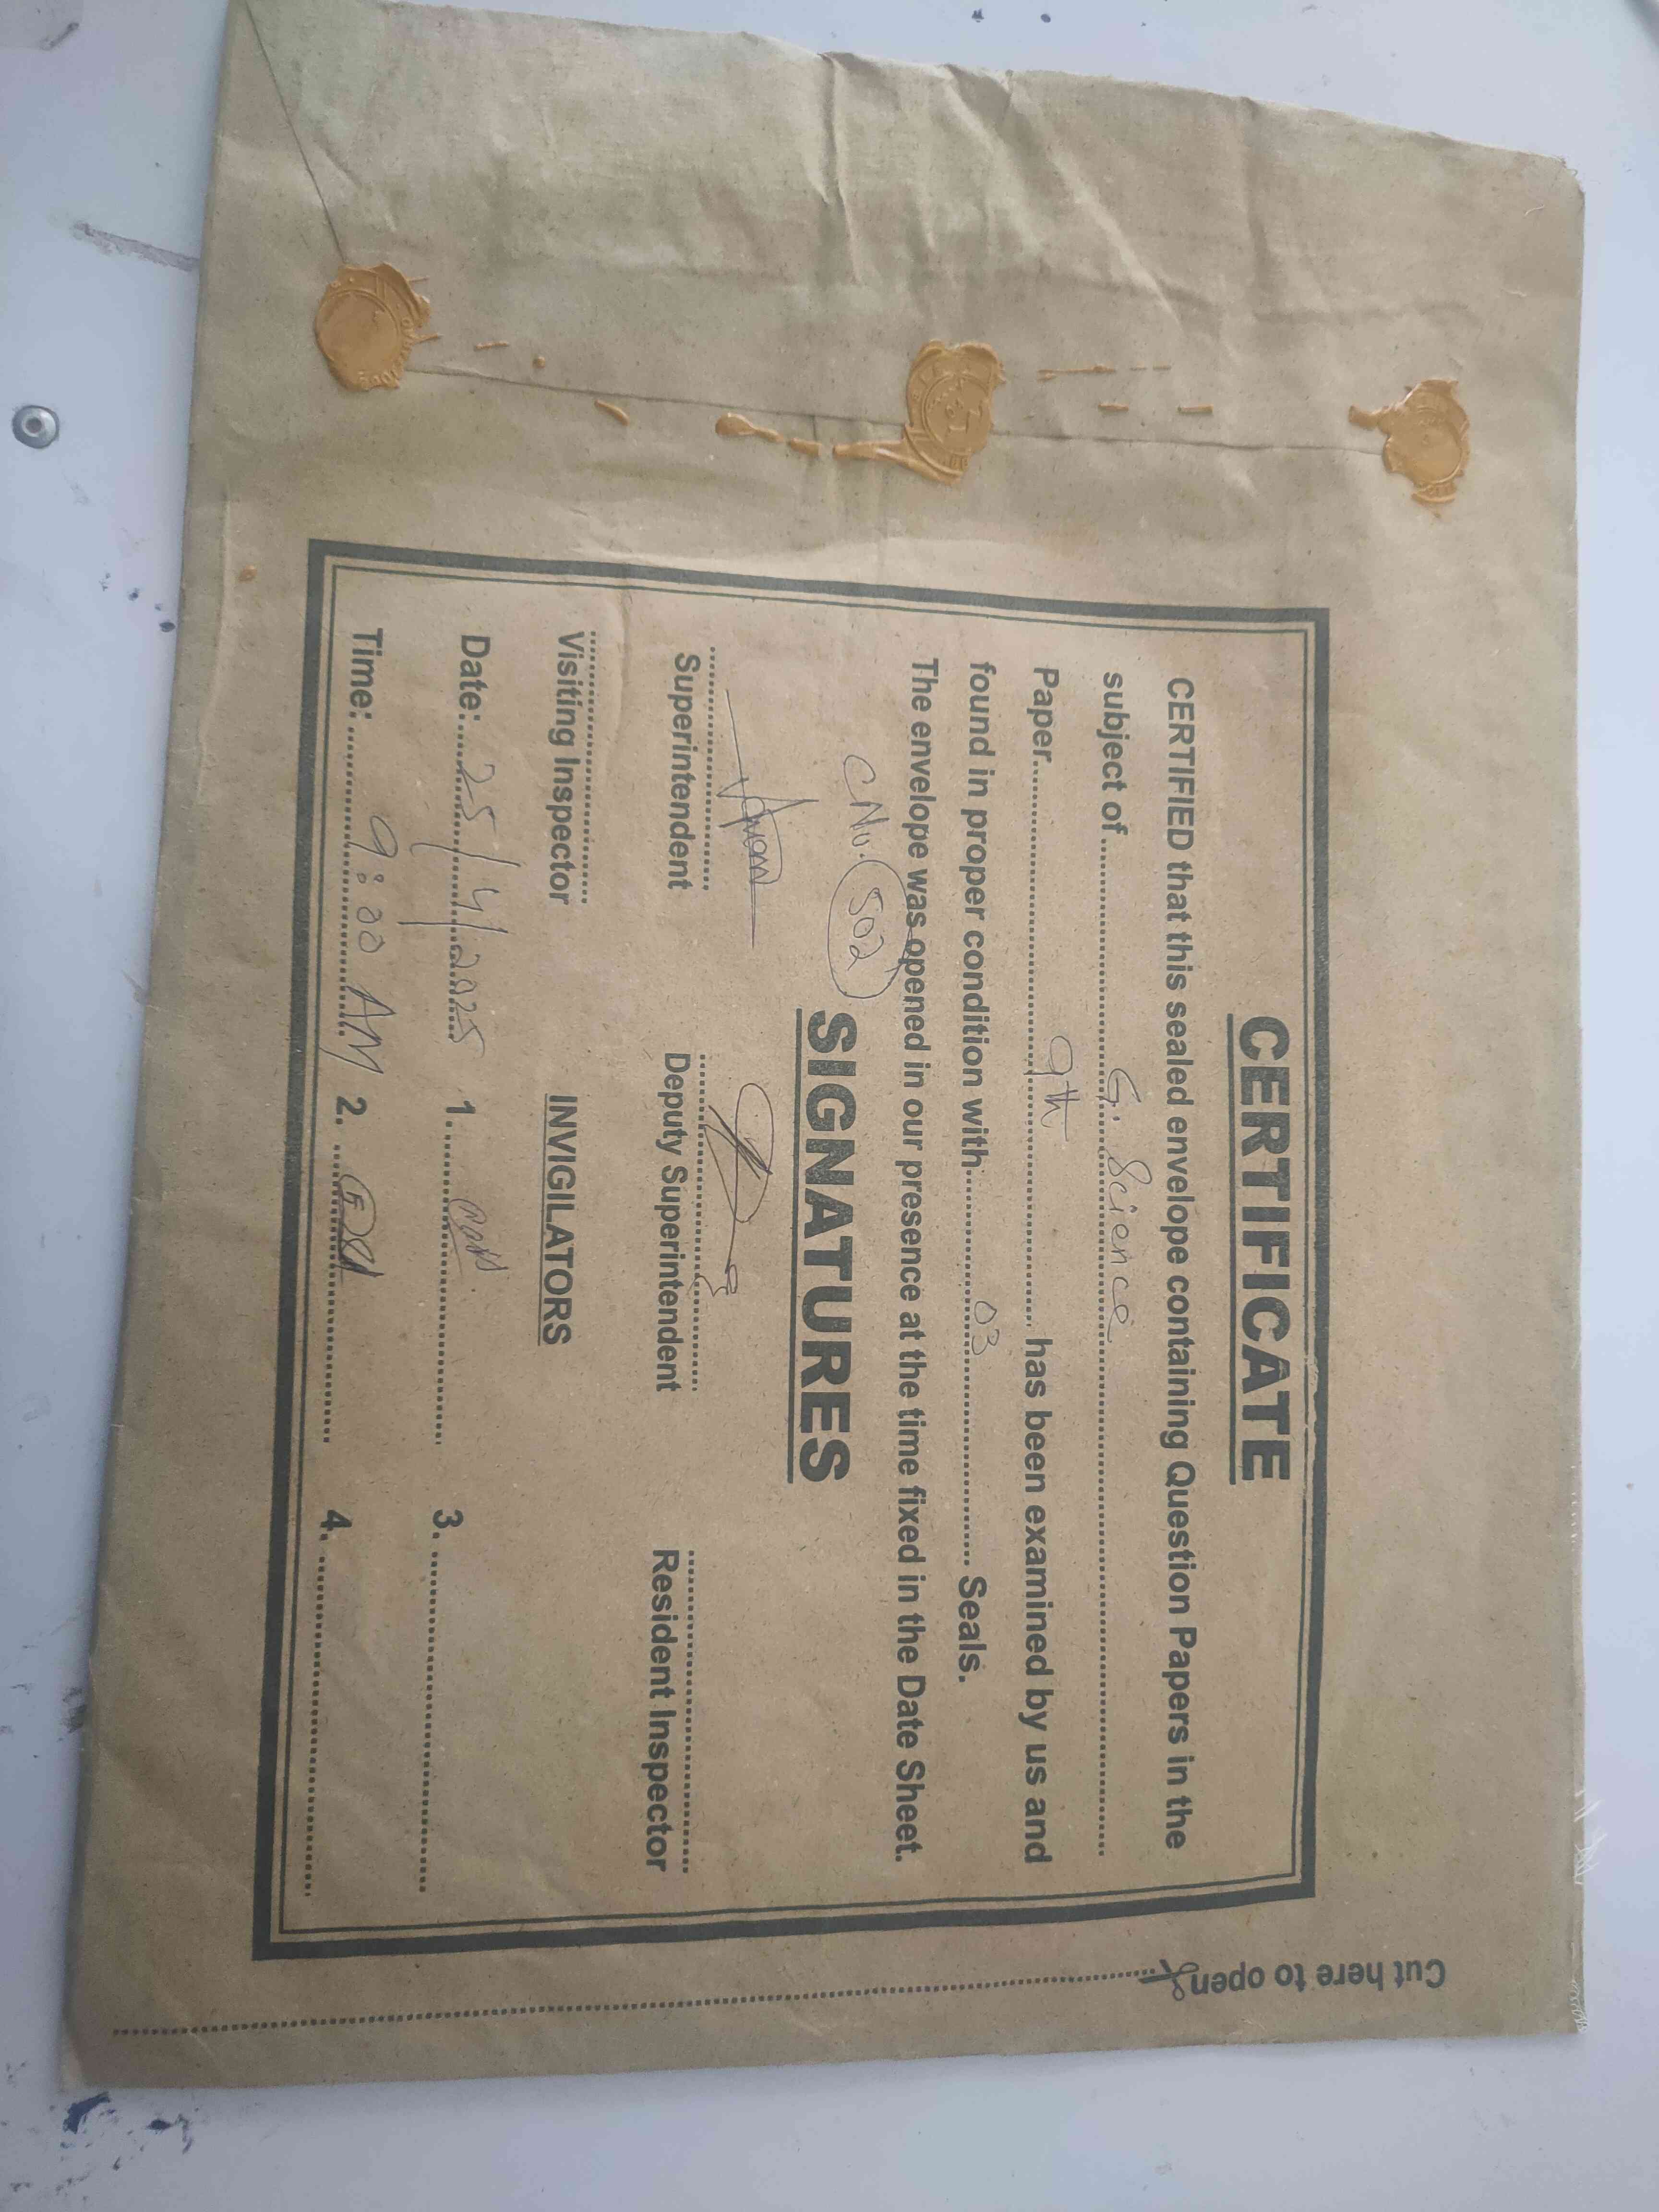 CERTIFICATE
CERTIFIED that this sealed envelope containing Question Papers in the
subject of.......... G. Science ..........
Paper.......... 9th .......... has been examined by us and
found in proper condition with.......... 03 .......... Seals.
The envelope was opened in our presence at the time fixed in the Date Sheet.
CNo. 502
SIGNATURES
Superintendent Deputy Superintendent Resident Inspector
Visiting Inspector INVIGILATORS
Date: 25/4/2025 1. .......... 3. ..........
Time: 9:00 AM 2. .......... 4. ..........
Cut here to open